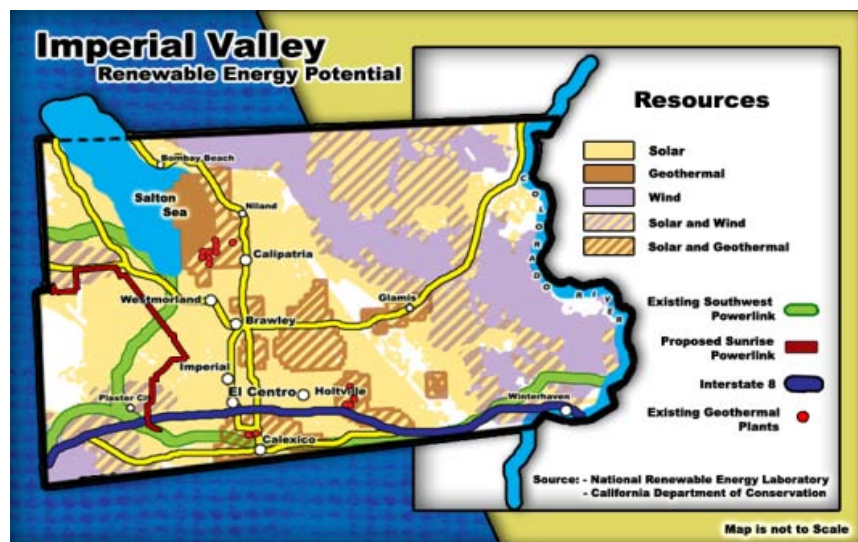 Imperial Valley
Renewable Energy Potential
Resources
Solar
Geothermal
Wind
Solar and Wind
Solar and Geothermal
Existing Southwest
Powerlink
Proposed Sunrise
Powerlink
Interstate 8
Existing Geothermal
Plants
Bombay Beach
Salton
Sea
Niland
Calipatria
Westmorland
Glamis
Brawley
Imperial
El Centro
Holtville
Plaster City
Winterhaven
Calexico
COLORADO RIVER
Source: - National Renewable Energy Laboratory
- California Department of Conservation
Map is not to Scale